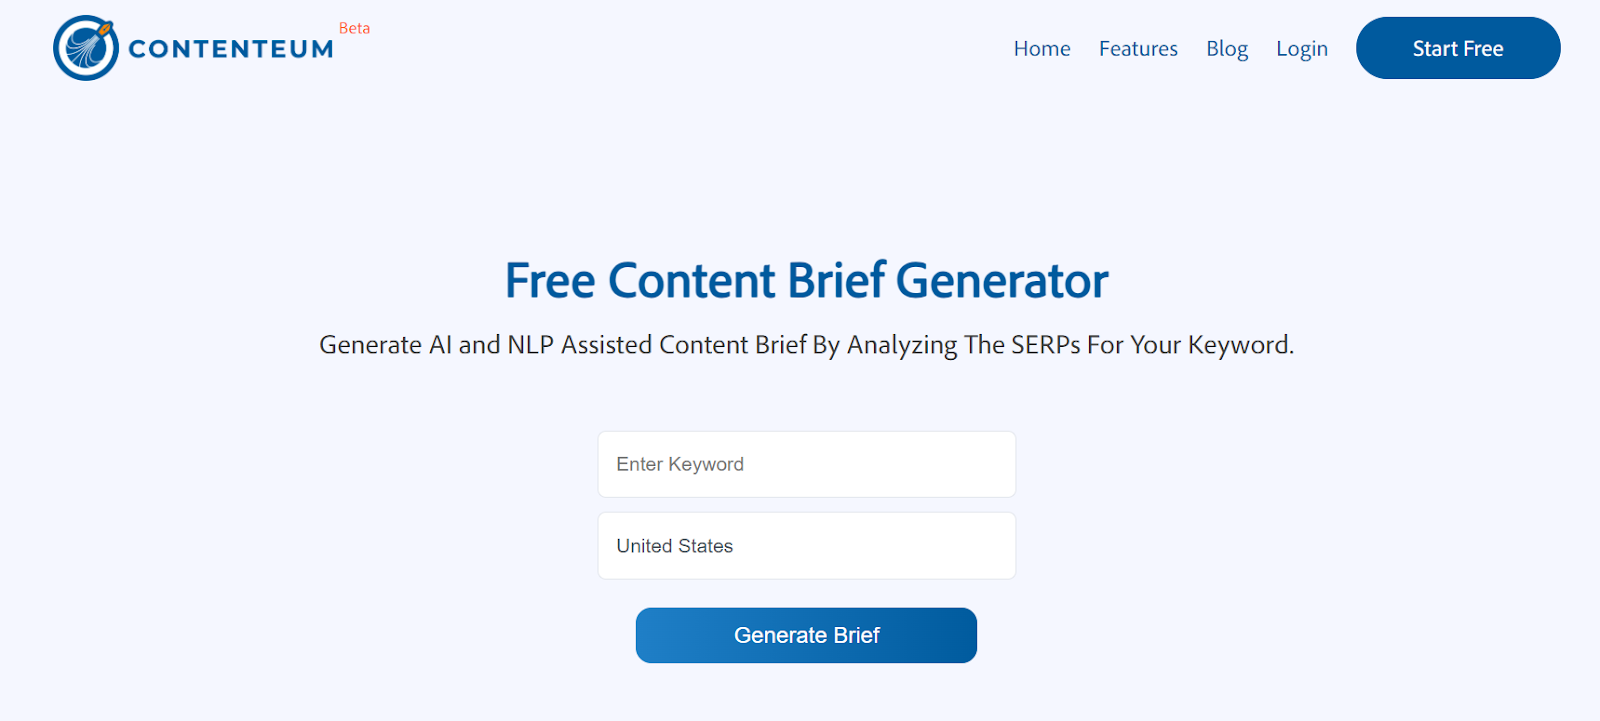 CONTENTEUM
Beta
Home
Features
Blog
Login
Start Free
Free Content Brief Generator
Generate AI and NLP Assisted Content Brief By Analyzing The SERPs For Your Keyword.
Enter Keyword
United States
Generate Brief